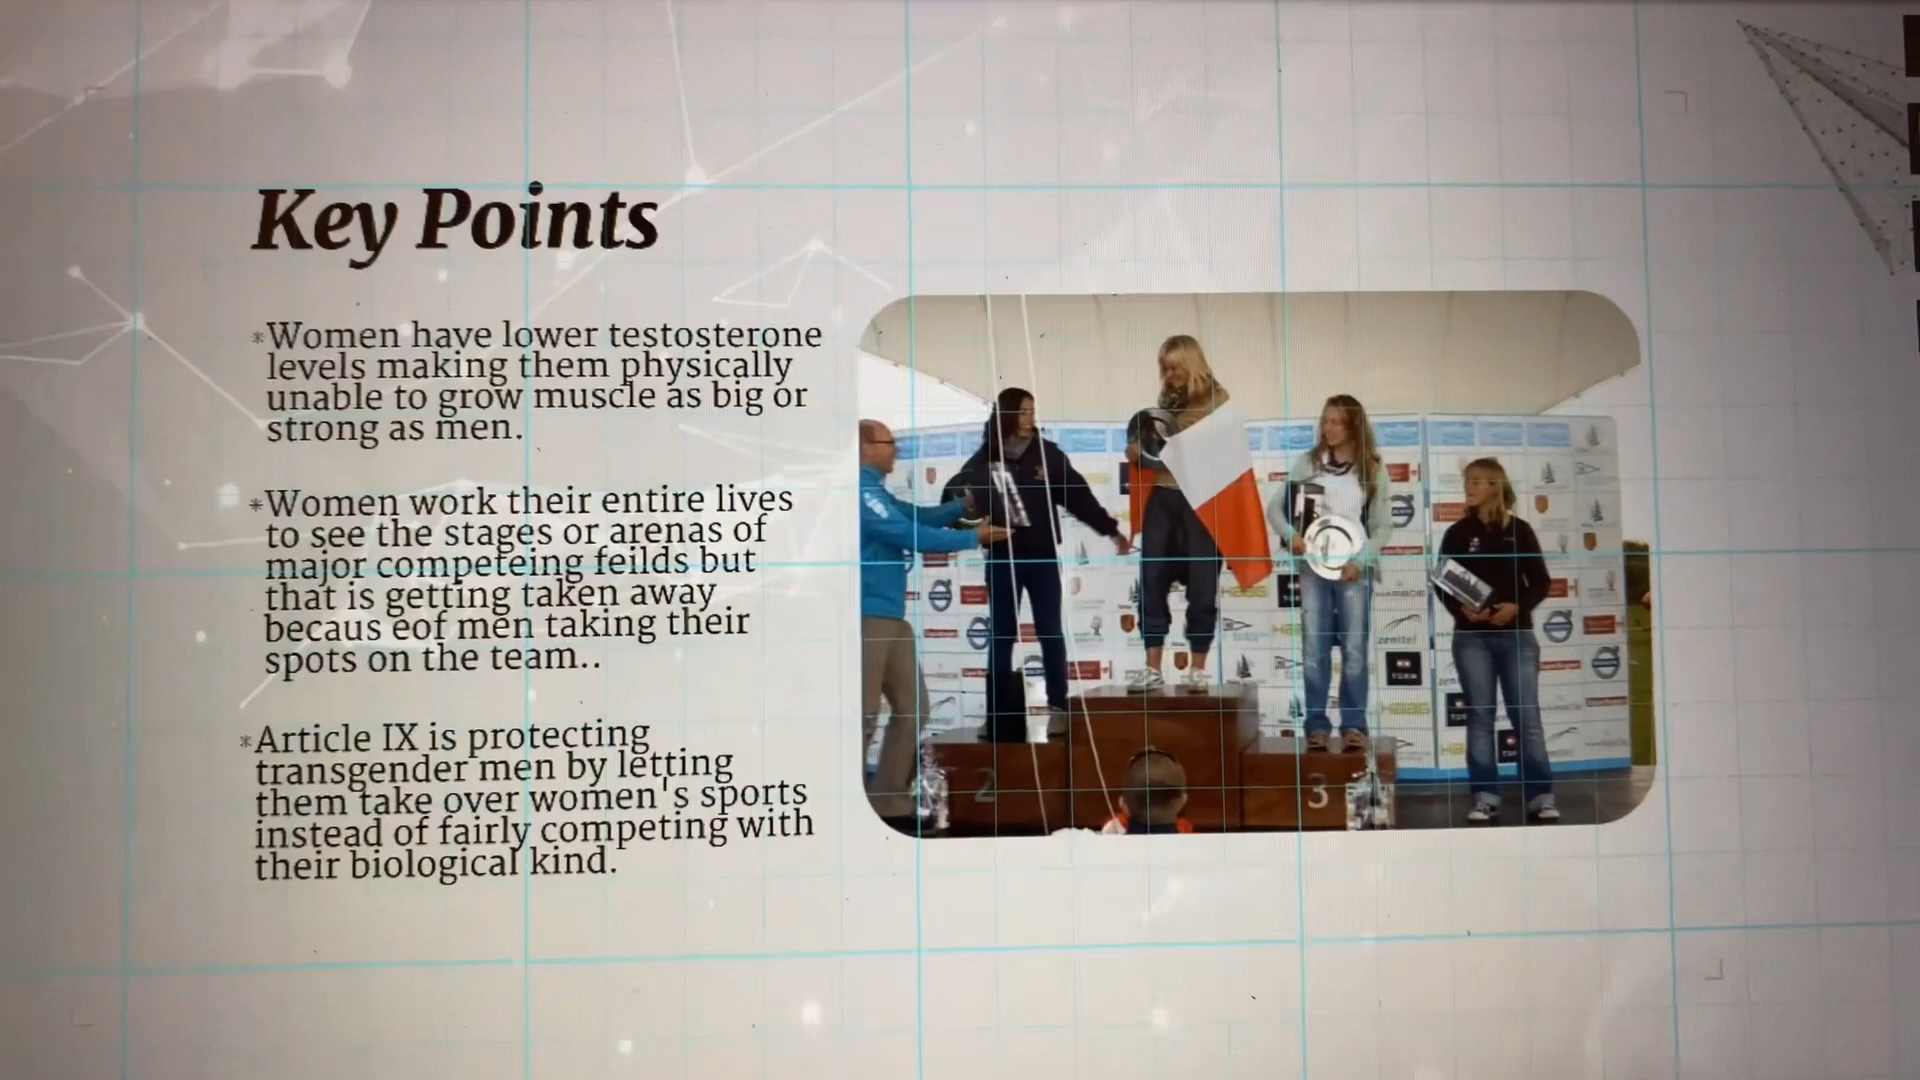 Key Points
*Women have lower testosterone
levels making them physically
unable to grow muscle as big or
strong as men.
*Women work their entire lives
to see the stages or arenas of
major competeing feilds but
that is getting taken away
becaus eof men taking their
spots on the team..
*Article IX is protecting
transgender men by letting
them take over women's sports
instead of fairly competing with
their biological kind.
2
3